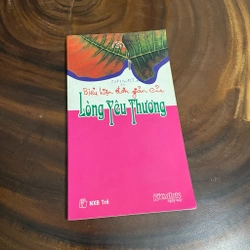 Biểu hiện đơn giản của
Lòng Yêu Thương
NXB Trẻ